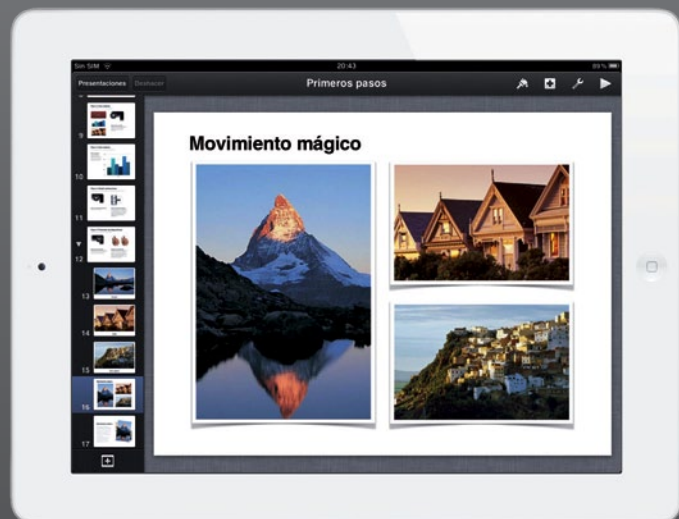 Sin SIM
20:43
89 %
Presentaciones
Deshacer
Primeros pasos
9
10
11
12
13
14
15
16
17
Movimiento mágico